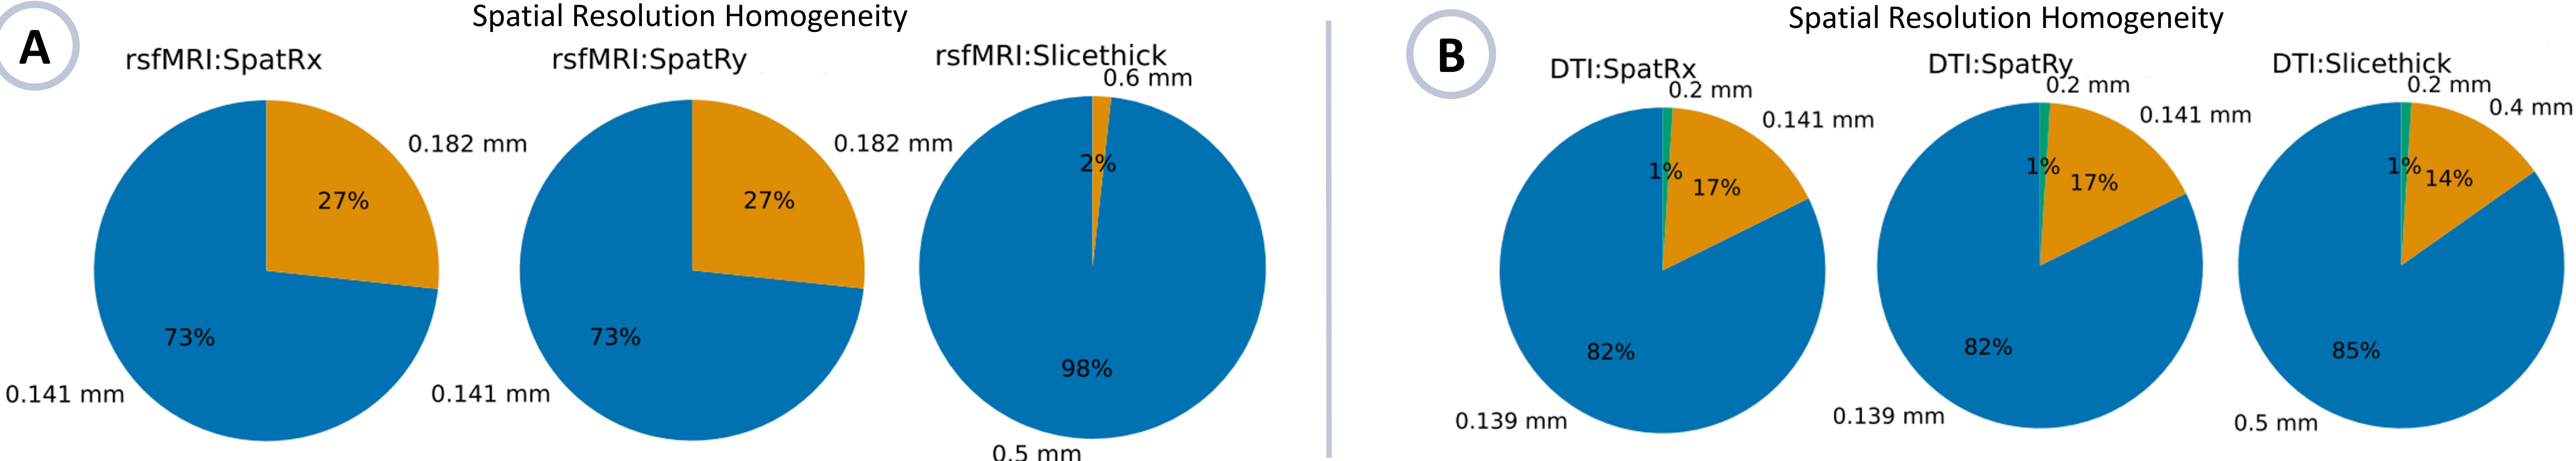 A
Spatial Resolution Homogeneity
rsfMRI:SpatRx
0.182 mm
27%
73%
0.141 mm
rsfMRI:SpatRy
0.182 mm
27%
73%
0.141 mm
rsfMRI:Slicethick
0.6 mm
2%
98%
0.5 mm
B
Spatial Resolution Homogeneity
DTI:SpatRx
0.2 mm
0.141 mm
1%
17%
82%
0.139 mm
DTI:SpatRy
0.2 mm
0.141 mm
1%
17%
82%
0.139 mm
DTI:Slicethick
0.2 mm
0.4 mm
1%
14%
85%
0.5 mm